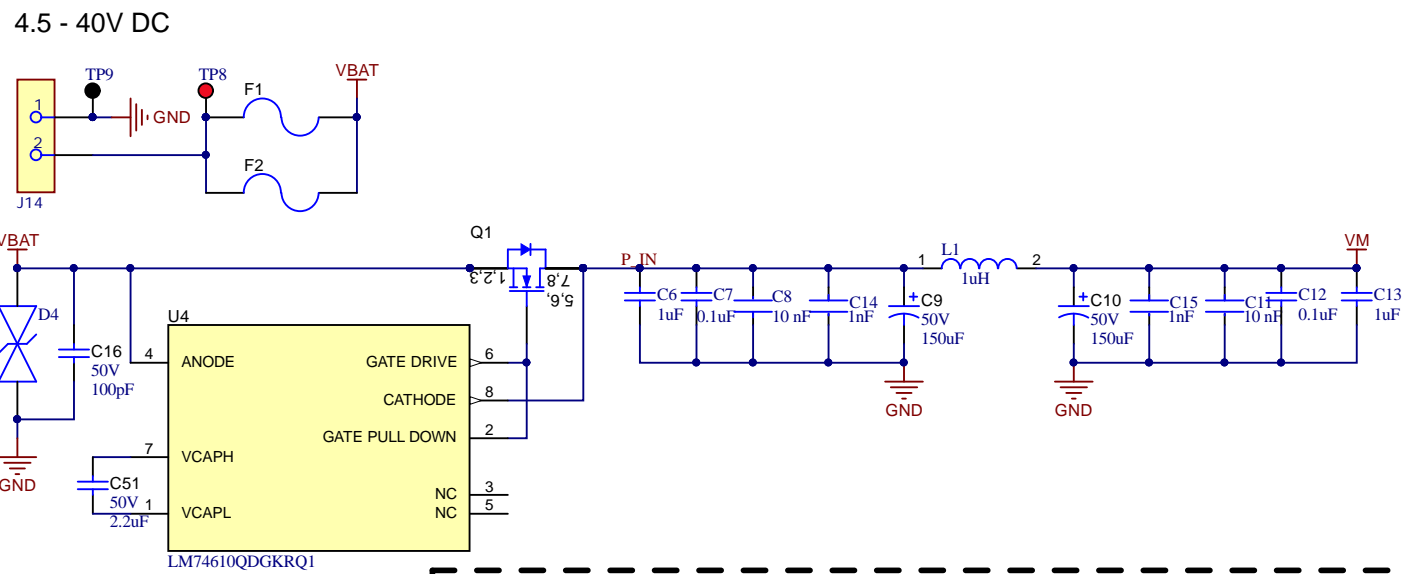 4.5 - 40V DC
TP9
TP8
VBAT
F1
1
GND
2
F2
J14
VBAT
Q1
1,2,3
7,8
5,6,
P_IN
1
L1
2
1uH
VM
D4
C6
1uF
C7
0.1uF
C8
10 nF
C14
1nF
C9
50V
150uF
C10
50V
150uF
C15
1nF
C11
10 nF
C12
0.1uF
C13
1uF
U4
C16
50V
100pF
4
ANODE
GATE DRIVE
6
CATHODE
8
GATE PULL DOWN
2
GND
GND
7
VCAPH
GND
C51
50V
2.2uF
1
VCAPL
NC
3
NC
5
LM74610QDGKRQ1